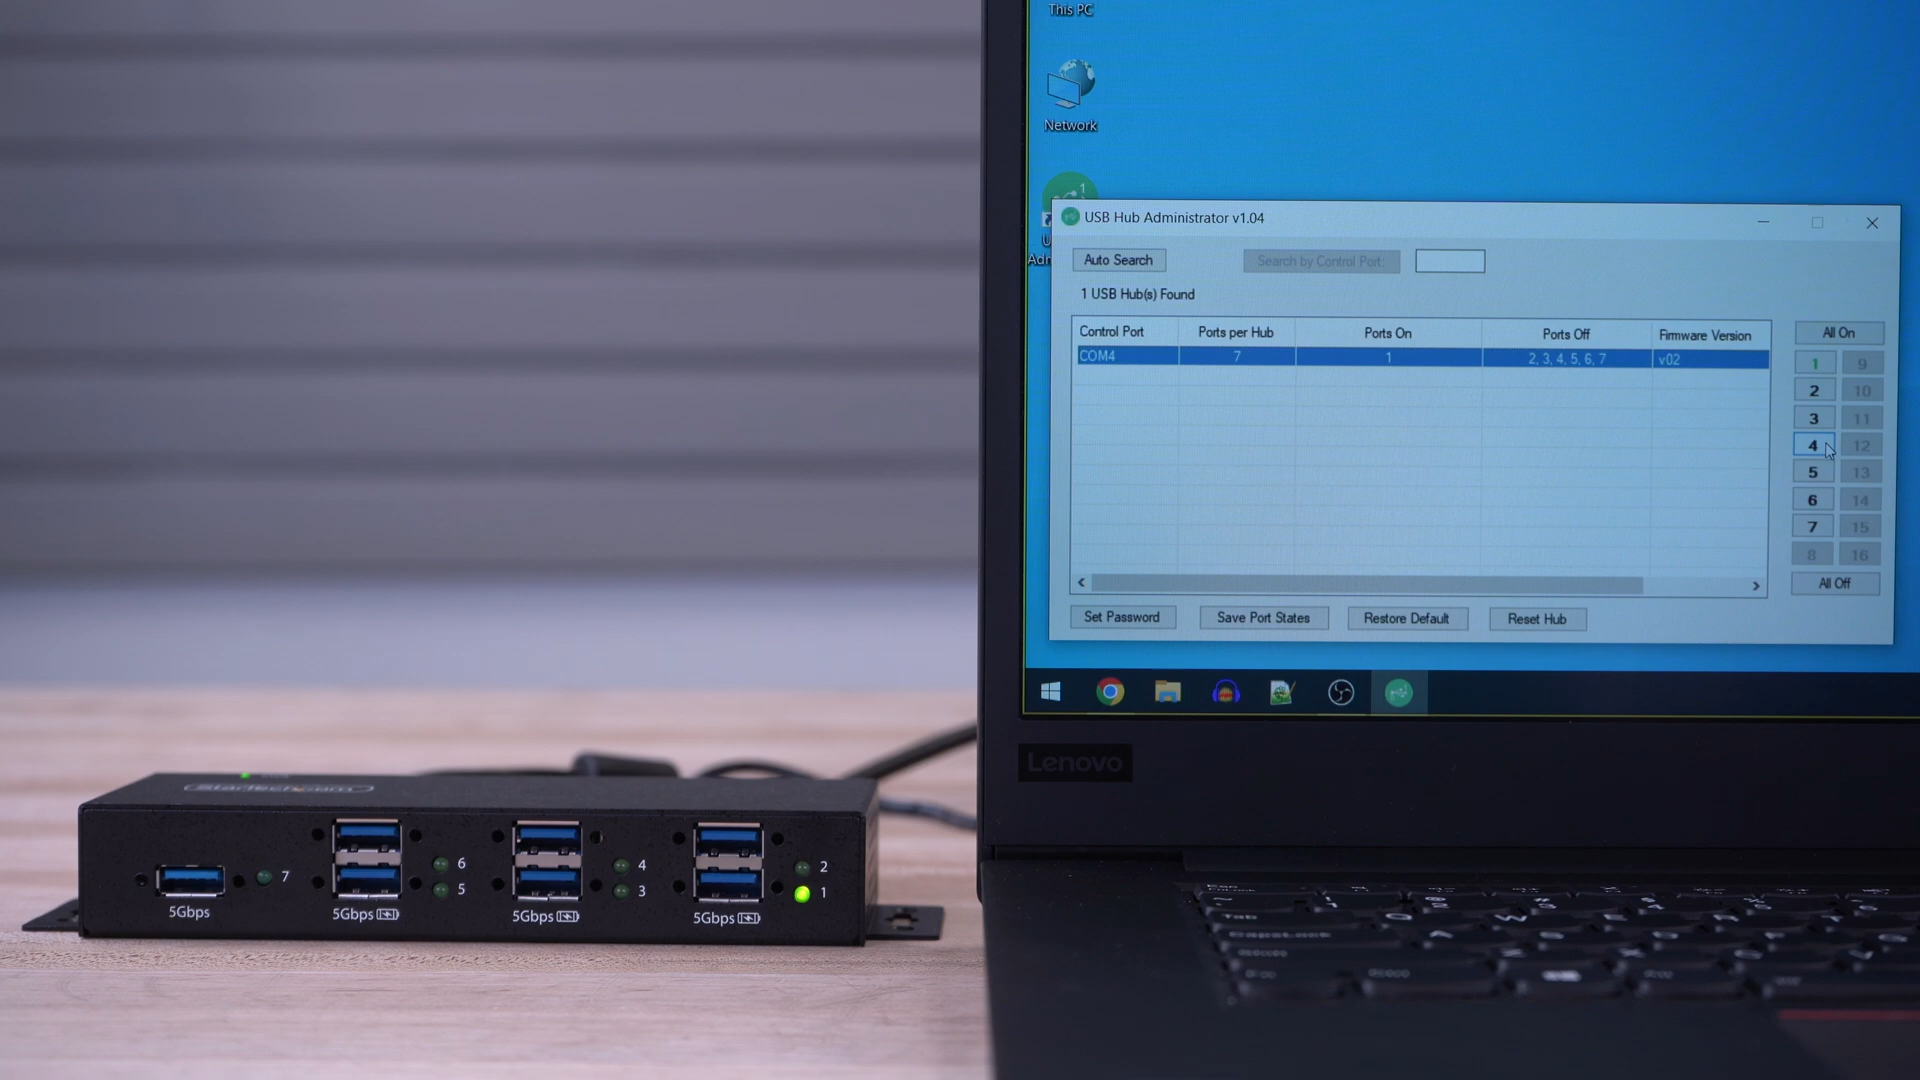 This PC
Network
USB Hub Administrator v1.04
Auto Search
Search by Control Port:
1 USB Hub(s) Found
Control Port Ports per Hub Ports On Ports Off Firmware Version
COM4 7 1 2, 3, 4, 5, 6, 7 v02
All On
1 9
2 10
3 11
4 12
5 13
6 14
7 15
8 16
All Off
Set Password Save Port States Restore Default Reset Hub
Lenovo
StarTech.com
7
6
5
4
3
2
1
5Gbps
5Gbps
5Gbps
5Gbps
Tab
CapsLock